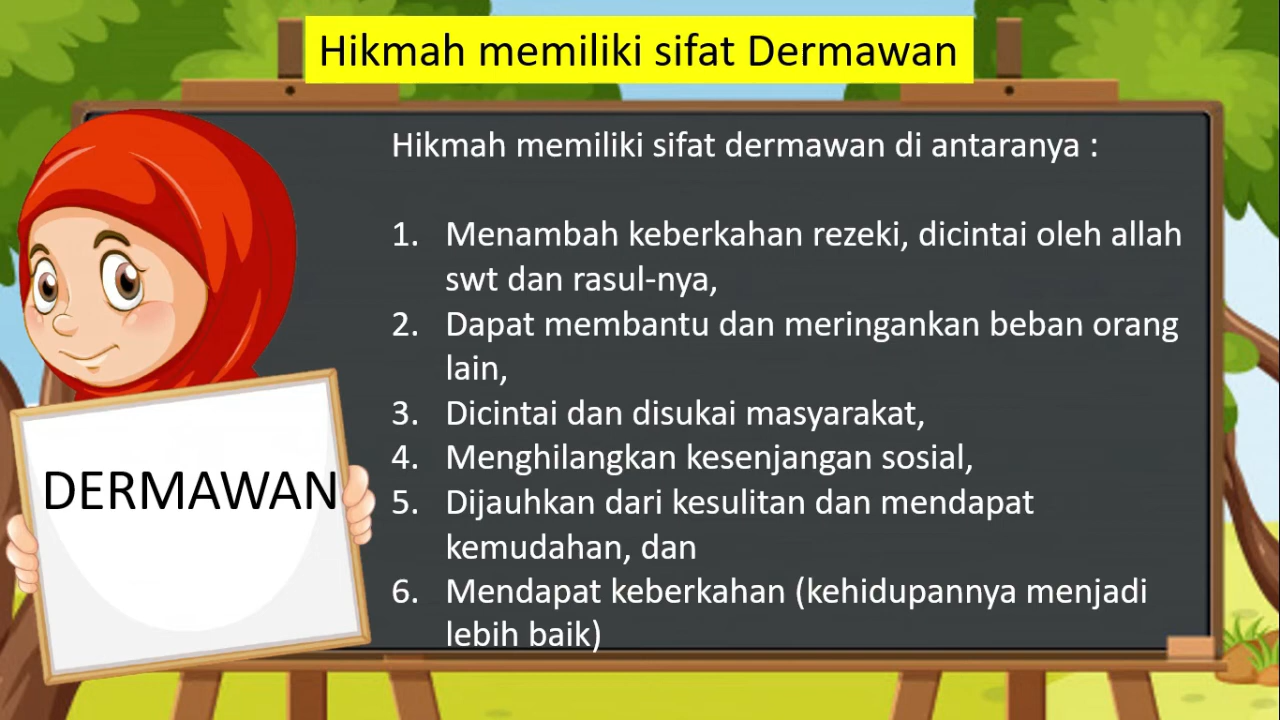 Hikmah memiliki sifat Dermawan
Hikmah memiliki sifat dermawan di antaranya :
1. Menambah keberkahan rezeki, dicintai oleh allah
swt dan rasul-nya,
2. Dapat membantu dan meringankan beban orang
lain,
3. Dicintai dan disukai masyarakat,
4. Menghilangkan kesenjangan sosial,
5. Dijauhkan dari kesulitan dan mendapat
kemudahan, dan
6. Mendapat keberkahan (kehidupannya menjadi
lebih baik)
DERMAWAN